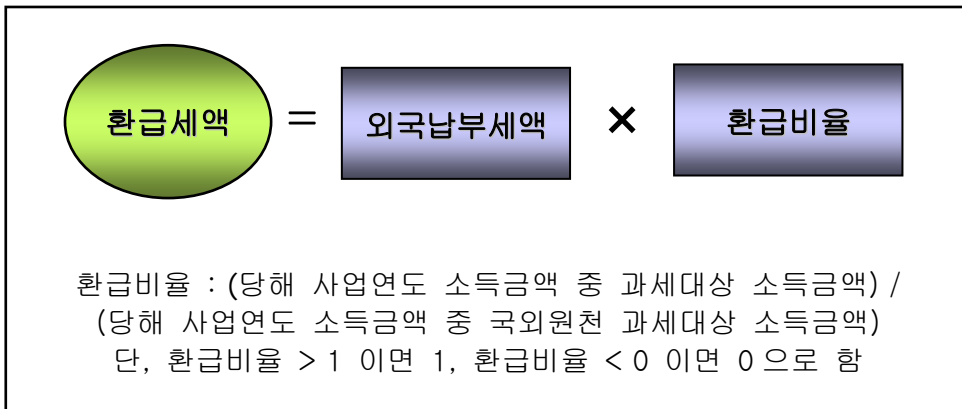 환급세액 = 외국납부세액 × 환급비율
환급비율 : (당해 사업연도 소득금액 중 과세대상 소득금액) /
(당해 사업연도 소득금액 중 국외원천 과세대상 소득금액)
단, 환급비율 > 1 이면 1, 환급비율 < 0 이면 0 으로 함